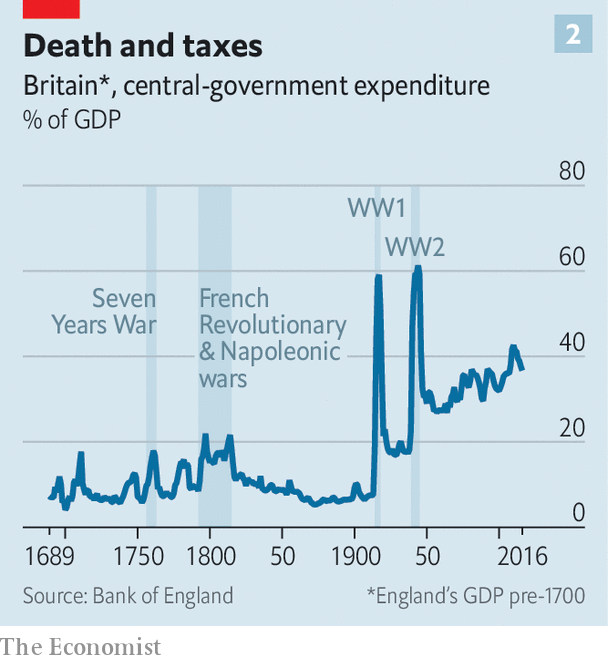 Death and taxes
2
Britain*, central-government expenditure
% of GDP
80
WW1
WW2
60
Seven
Years War
French
Revolutionary
& Napoleonic
wars
40
20
0
1689 1750 1800 50 1900 50 2016
Source: Bank of England *England's GDP pre-1700
The Economist